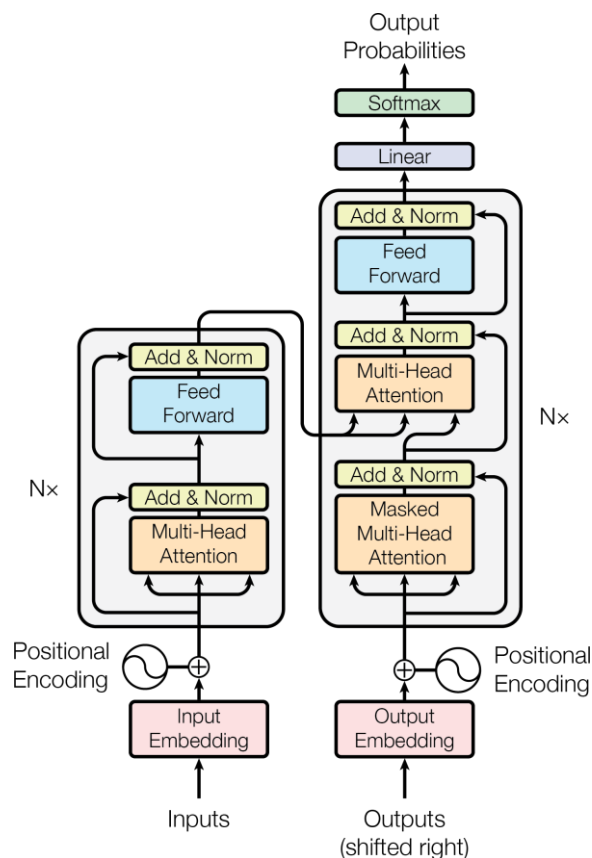 Output
Probabilities
Softmax
Linear
Add & Norm
Feed
Forward
Add & Norm
Multi-Head
Attention
Add & Norm
Masked
Multi-Head
Attention
N×
Add & Norm
Feed
Forward
Add & Norm
Multi-Head
Attention
N×
Positional
Encoding
Positional
Encoding
Input
Embedding
Output
Embedding
Inputs
Outputs
(shifted right)